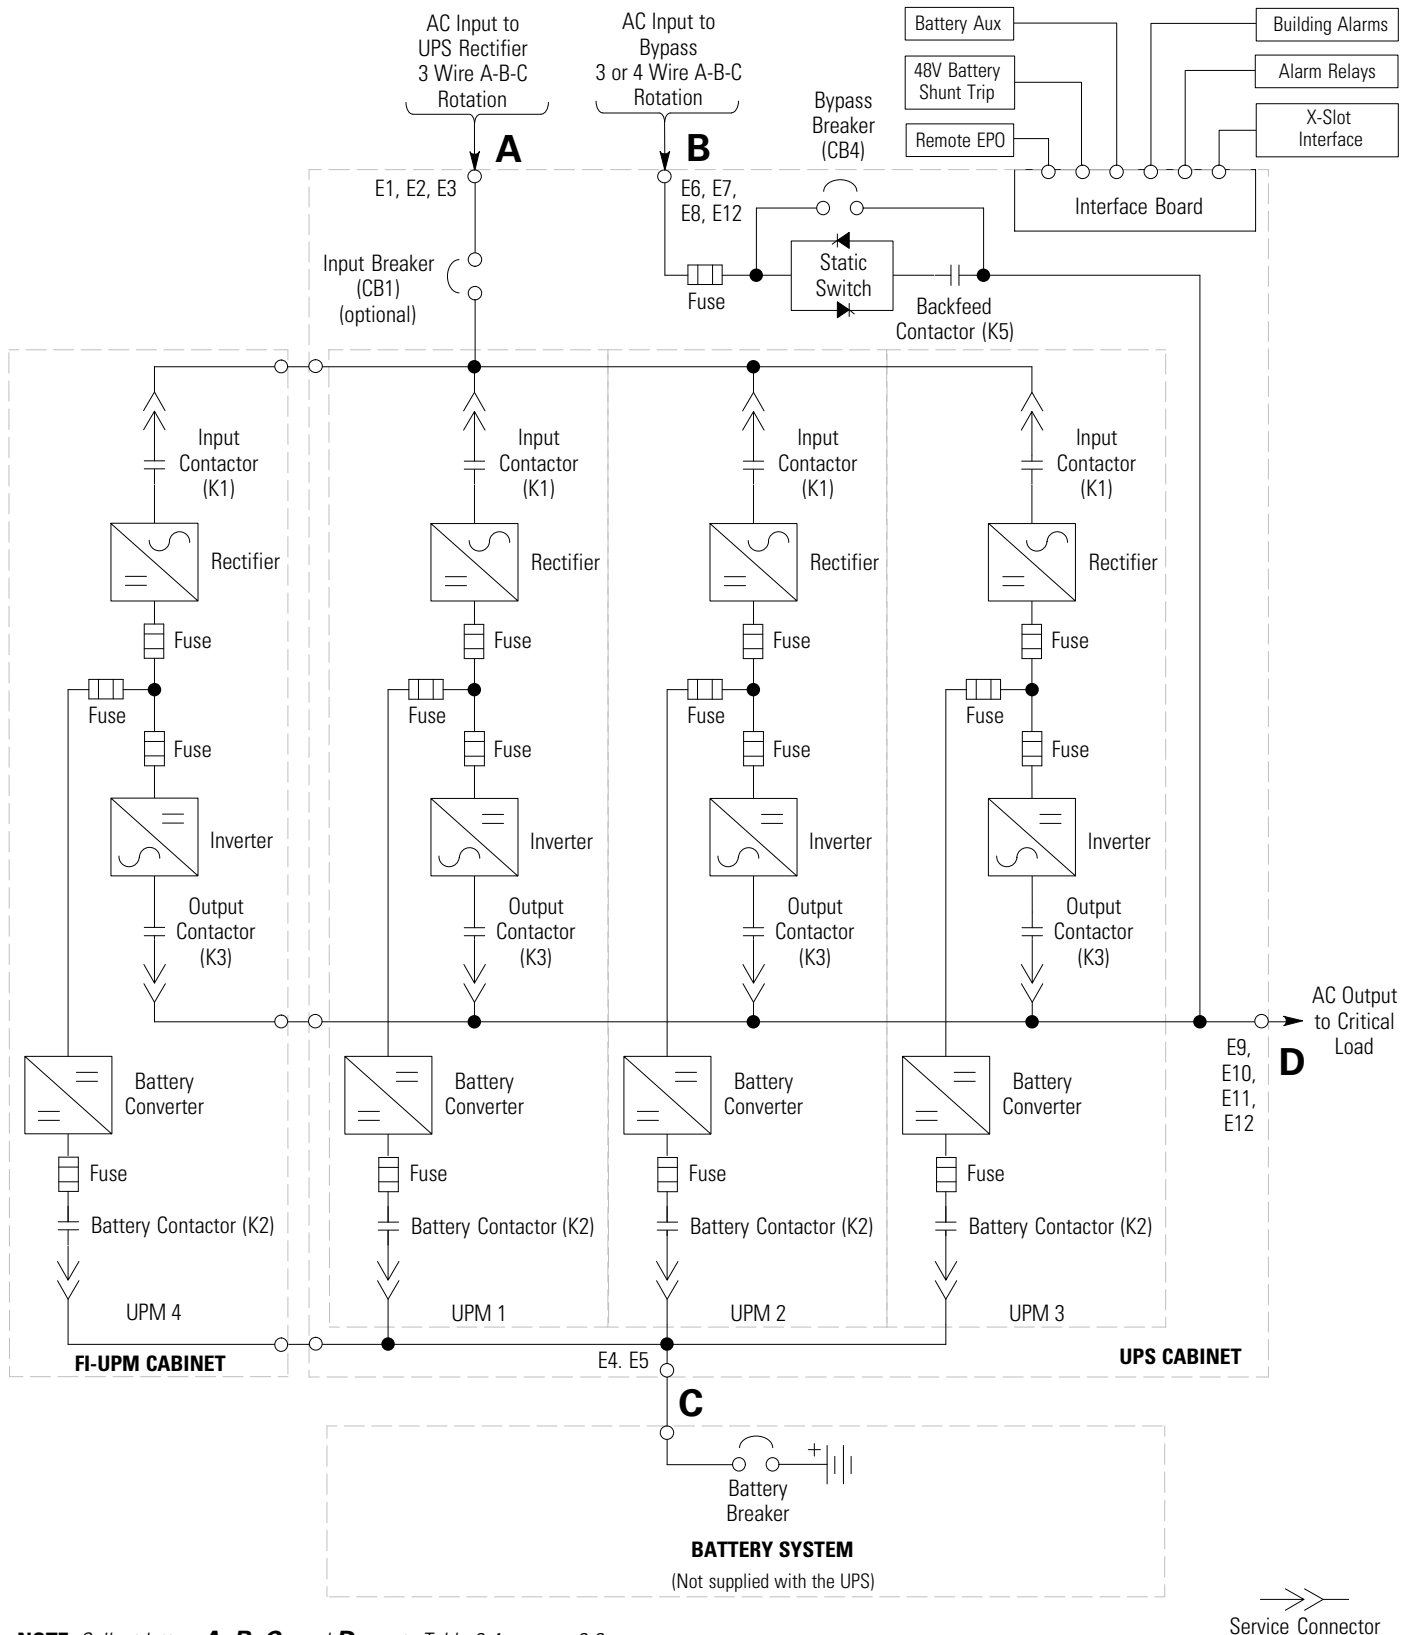 AC Input to
UPS Rectifier
3 Wire A-B-C
Rotation
A
AC Input to
Bypass
3 or 4 Wire A-B-C
Rotation
B
Bypass
Breaker
(CB4)
Battery Aux
48V Battery
Shunt Trip
Remote EPO
Building Alarms
Alarm Relays
X-Slot
Interface
Interface Board
E1, E2, E3
E6, E7,
E8, E12
Input Breaker
(CB1)
(optional)
Fuse
Static
Switch
Backfeed
Contactor (K5)
Input
Contactor
(K1)
Input
Contactor
(K1)
Input
Contactor
(K1)
Input
Contactor
(K1)
Rectifier
Rectifier
Rectifier
Rectifier
Fuse
Fuse
Fuse
Fuse
Fuse
Fuse
Fuse
Fuse
Fuse
Fuse
Fuse
Fuse
Inverter
Inverter
Inverter
Inverter
Output
Contactor
(K3)
Output
Contactor
(K3)
Output
Contactor
(K3)
Output
Contactor
(K3)
AC Output
to Critical
Load
D
E9,
E10,
E11,
E12
Battery
Converter
Battery
Converter
Battery
Converter
Battery
Converter
Fuse
Fuse
Fuse
Fuse
Battery Contactor (K2)
Battery Contactor (K2)
Battery Contactor (K2)
Battery Contactor (K2)
UPM 4
UPM 1
UPM 2
UPM 3
FI-UPM CABINET
E4. E5
UPS CABINET
C
+
Battery
Breaker
BATTERY SYSTEM
(Not supplied with the UPS)
Service Connector